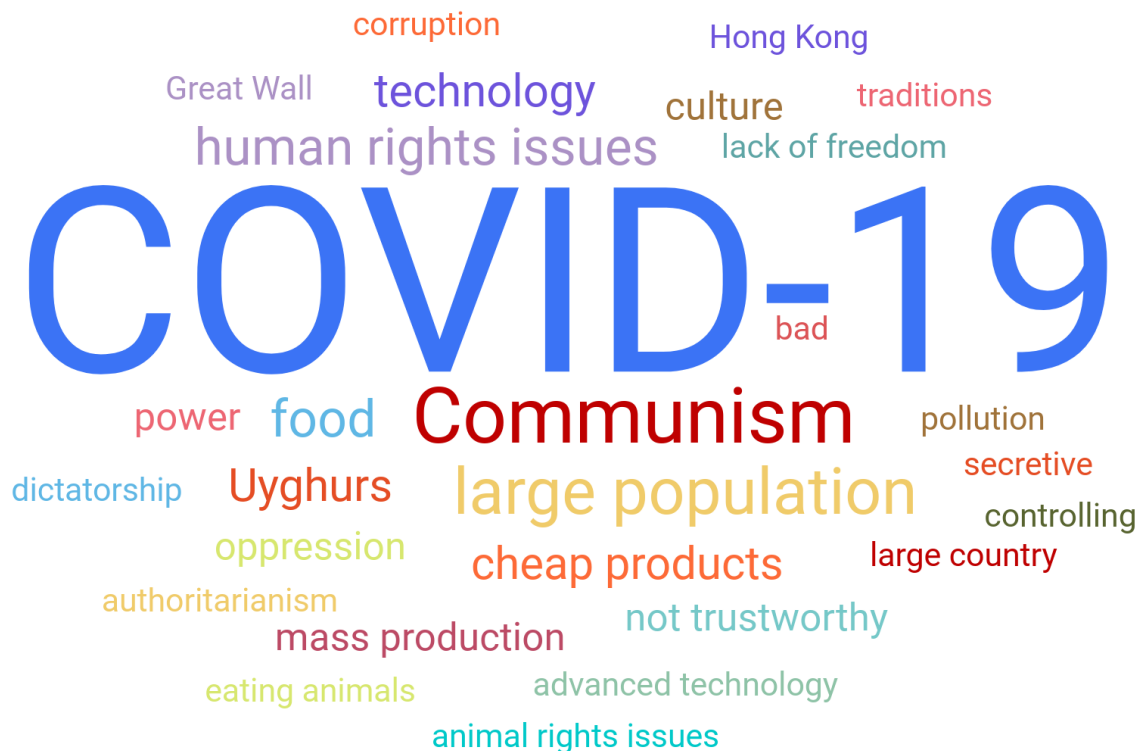 corruption
Hong Kong
Great Wall
technology
culture
traditions
human rights issues
lack of freedom
COVID-19
bad
power
food
Communism
pollution
dictatorship
Uyghurs
large population
secretive
controlling
oppression
cheap products
large country
authoritarianism
not trustworthy
mass production
eating animals
advanced technology
animal rights issues